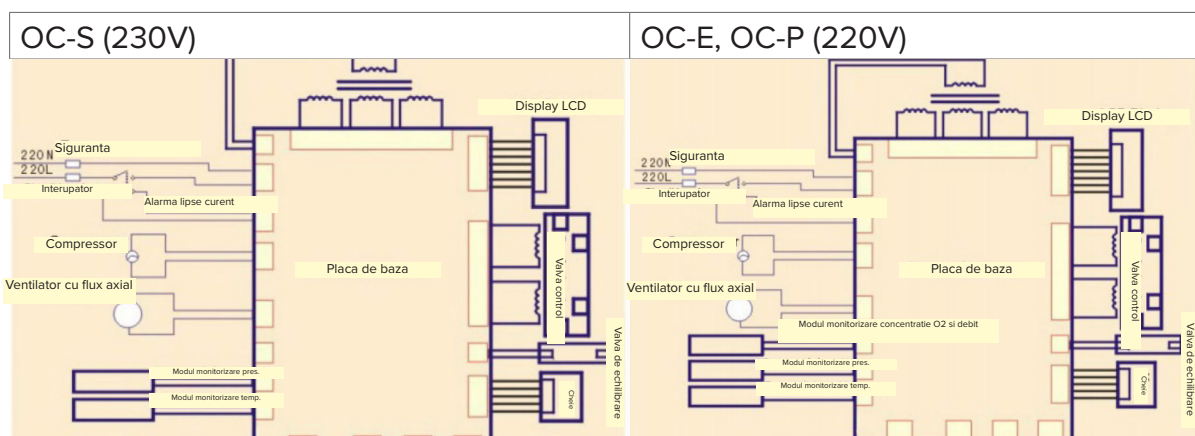 OC-S (230V)
Display LCD
Siguranta
220N
220L
Interupator
Alarma lipse curent
Compressor
Placa de baza
Ventilator cu flux axial
Valva control
Valva de echilibrare
Modul monitorizare pres.
Modul monitorizare temp.
Cheie
OC-E, OC-P (220V)
Display LCD
Siguranta
220N
220L
Interupator
Alarma lipse curent
Compressor
Placa de baza
Ventilator cu flux axial
Valva control
Modul monitorizare concentratie O2 si debit
Valva de echilibrare
Modul monitorizare pres.
Modul monitorizare temp.
Cheie